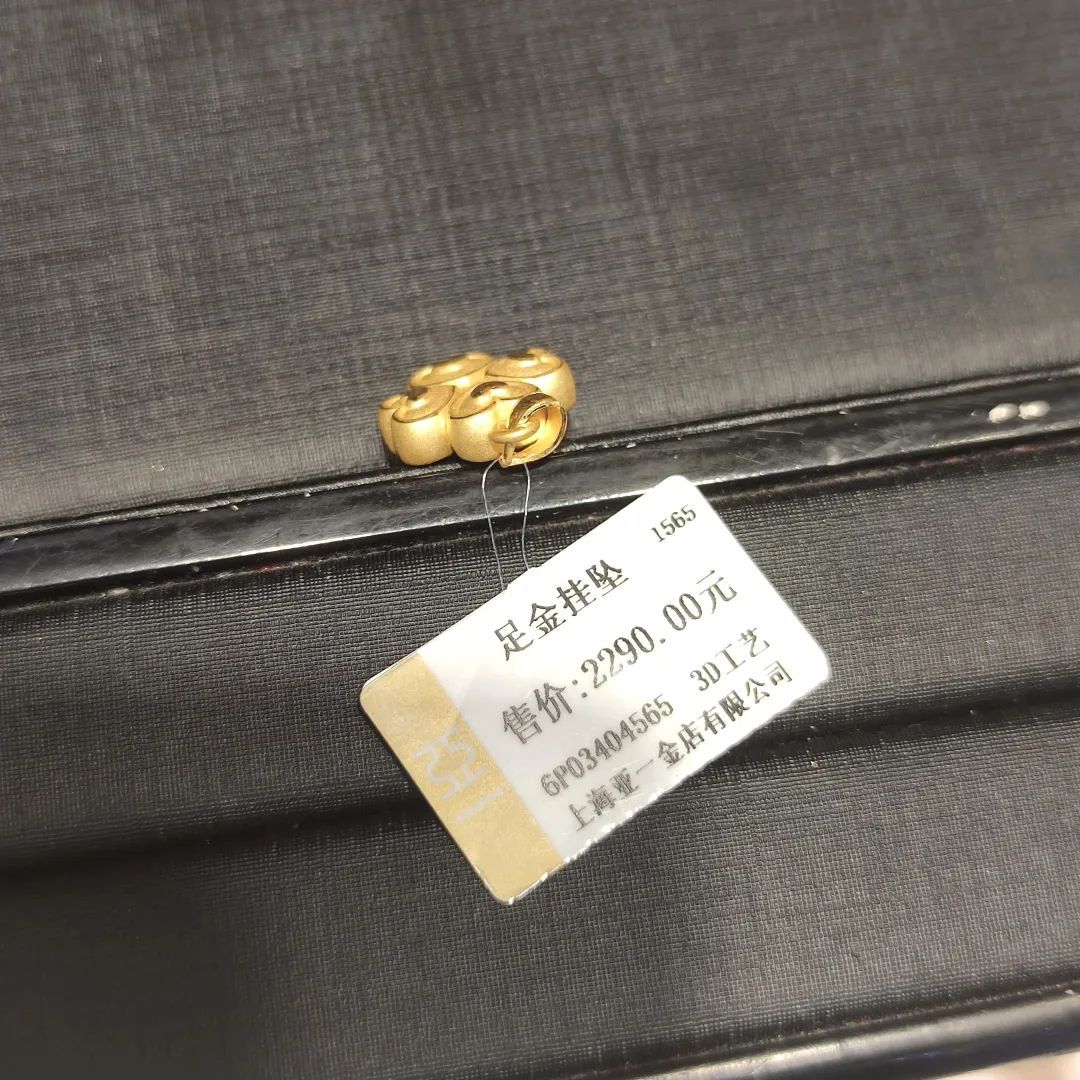 1565
足金挂坠
售价:2290.00元
6P03404565 3D工艺
上海亚一金店有限公司